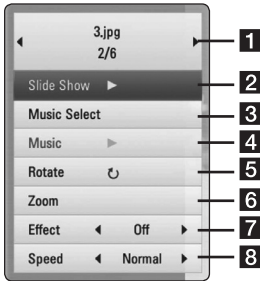 3.jpg
1
2/6
Slide Show 2
Music Select 3
Music 4
Rotate 5
Zoom 6
Effect Off 7
Speed Normal 8